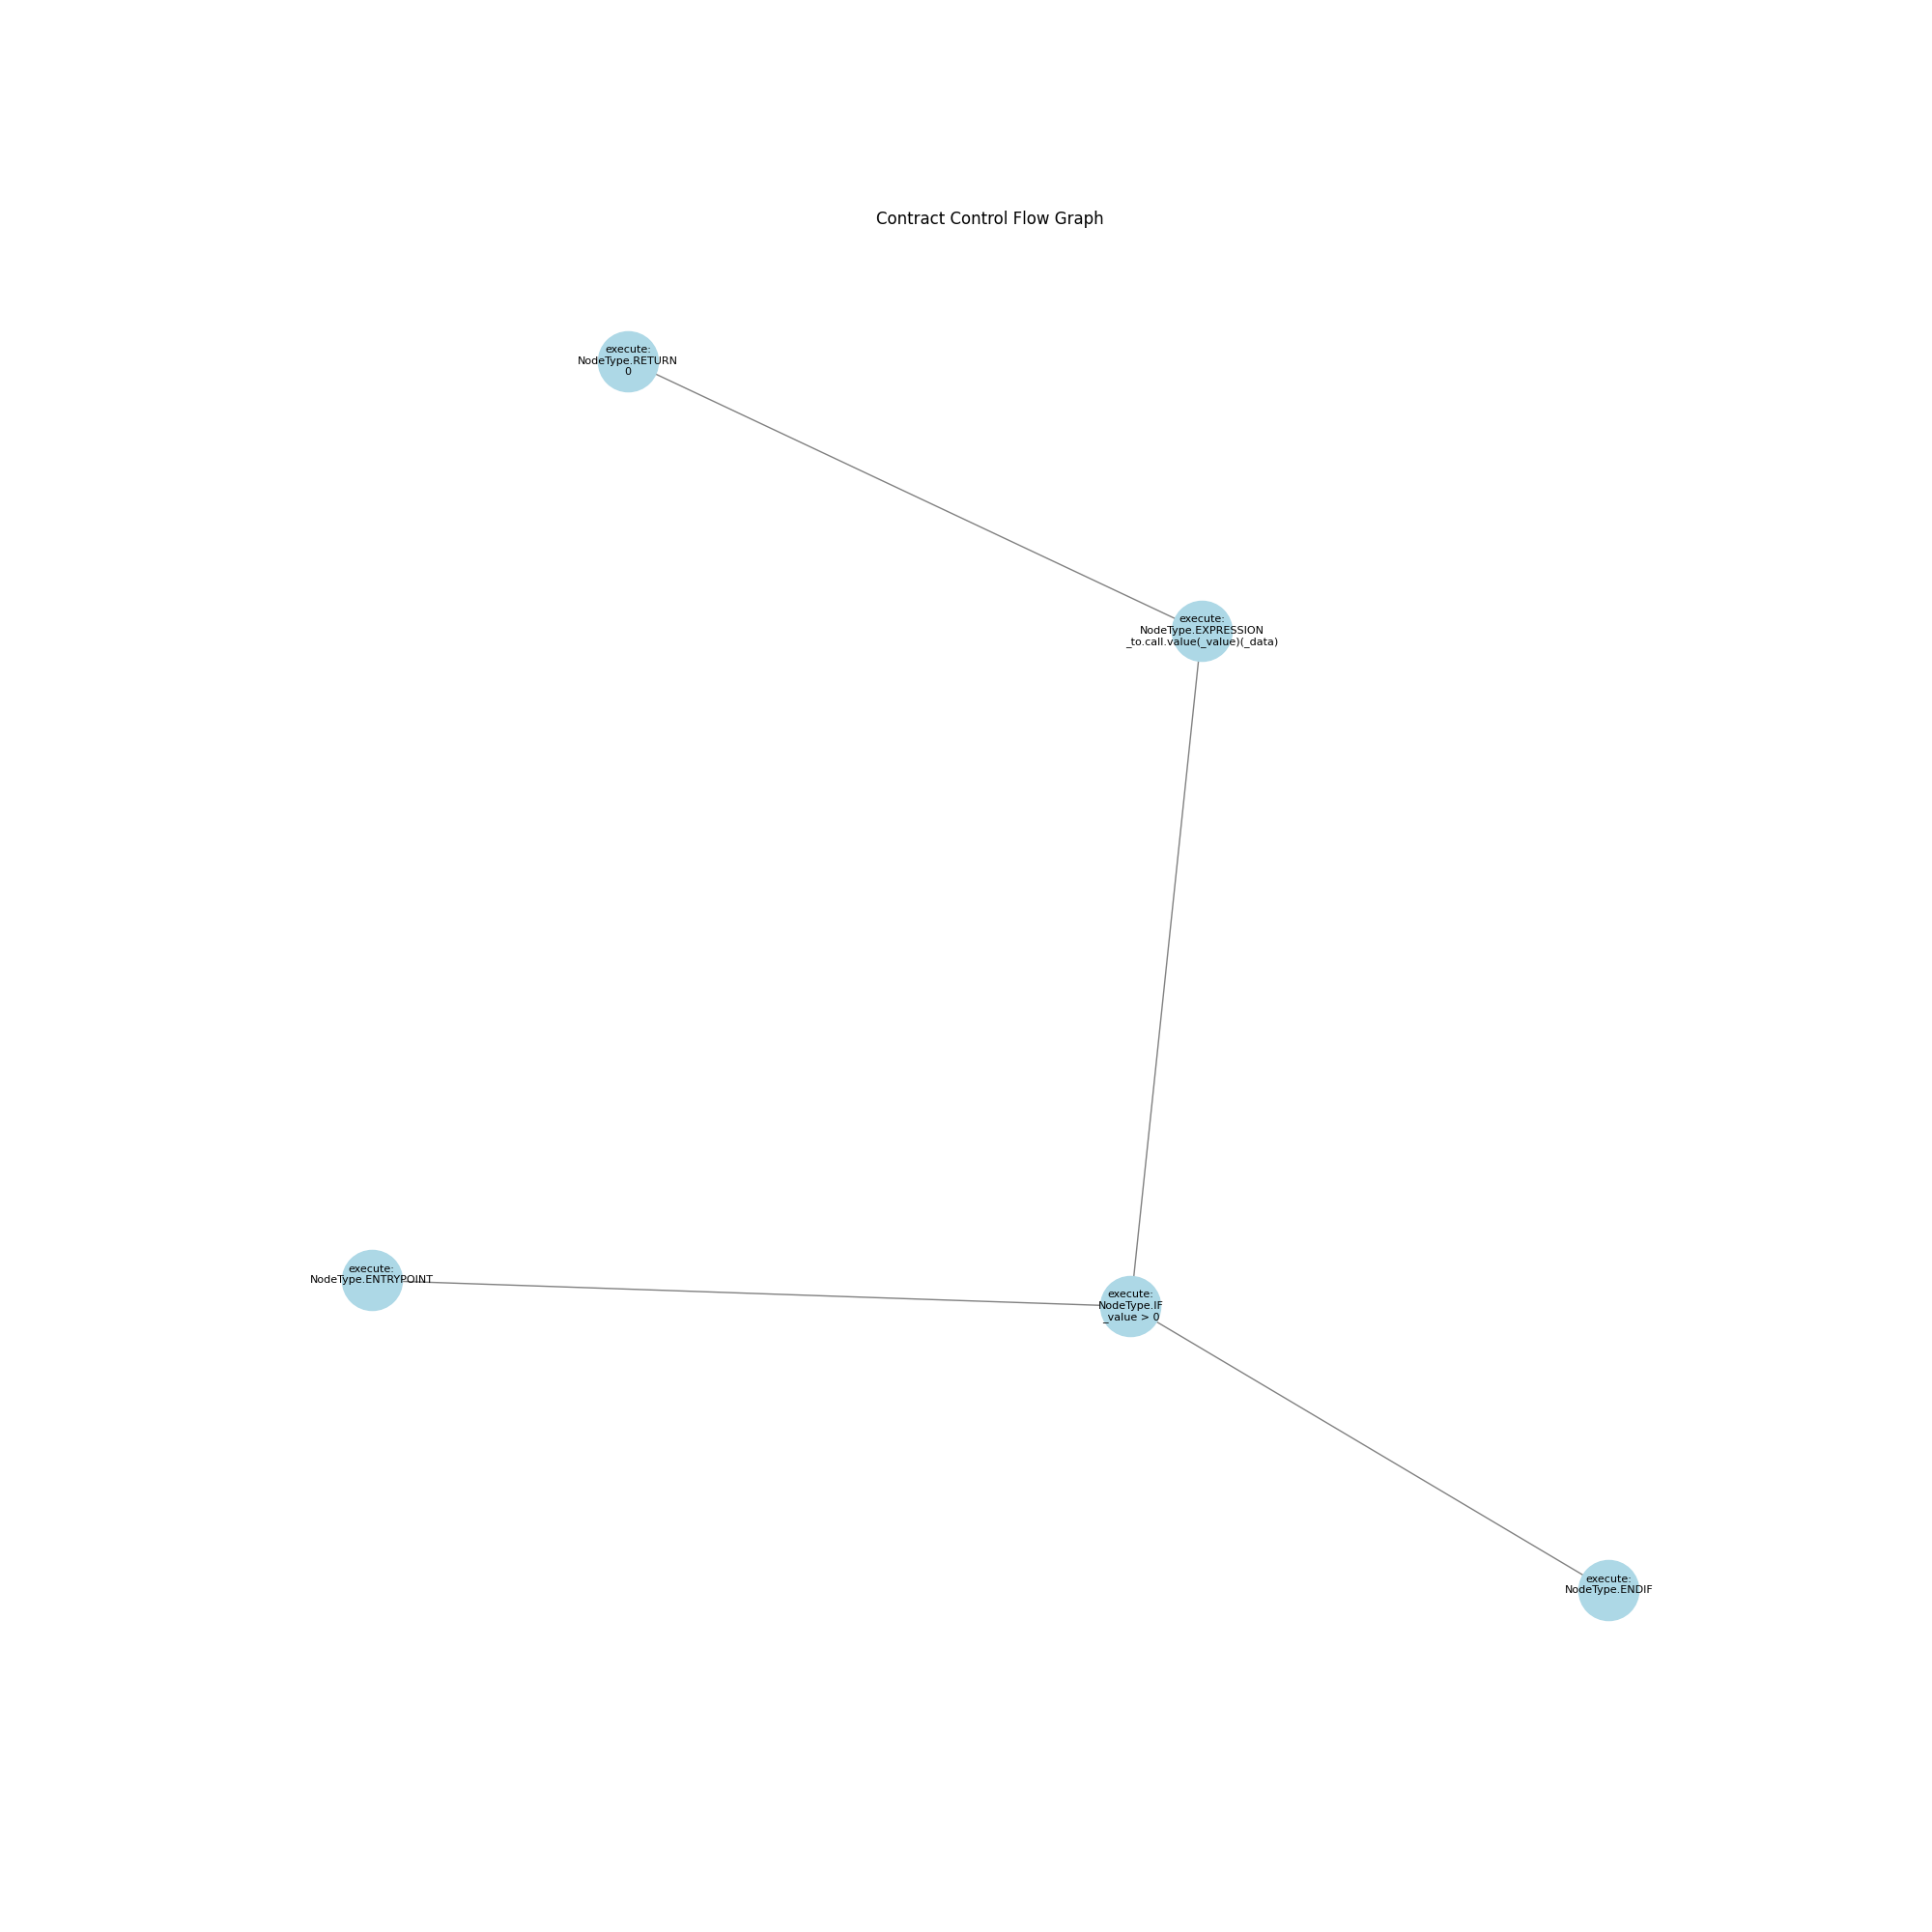 Contract Control Flow Graph
execute:
NodeType.RETURN
0
execute:
NodeType.EXPRESSION
_to.call.value(_value)(_data)
execute:
NodeType.ENTRYPOINT
execute:
NodeType.IF
_value > 0
execute:
NodeType.ENDIF